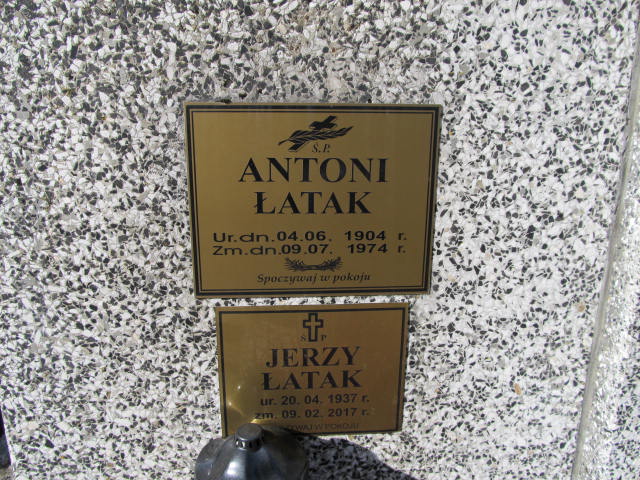 Ś.P.
ANTONI
ŁATAK
Ur.dn.04.06. 1904 r.
Zm.dn.09.07. 1974 r.
Spoczywaj w pokoju
Ś P
JERZY
ŁATAK
ur. 20. 04. 1937 r.
zm. 09. 02. 2017 r.
W POKOJU